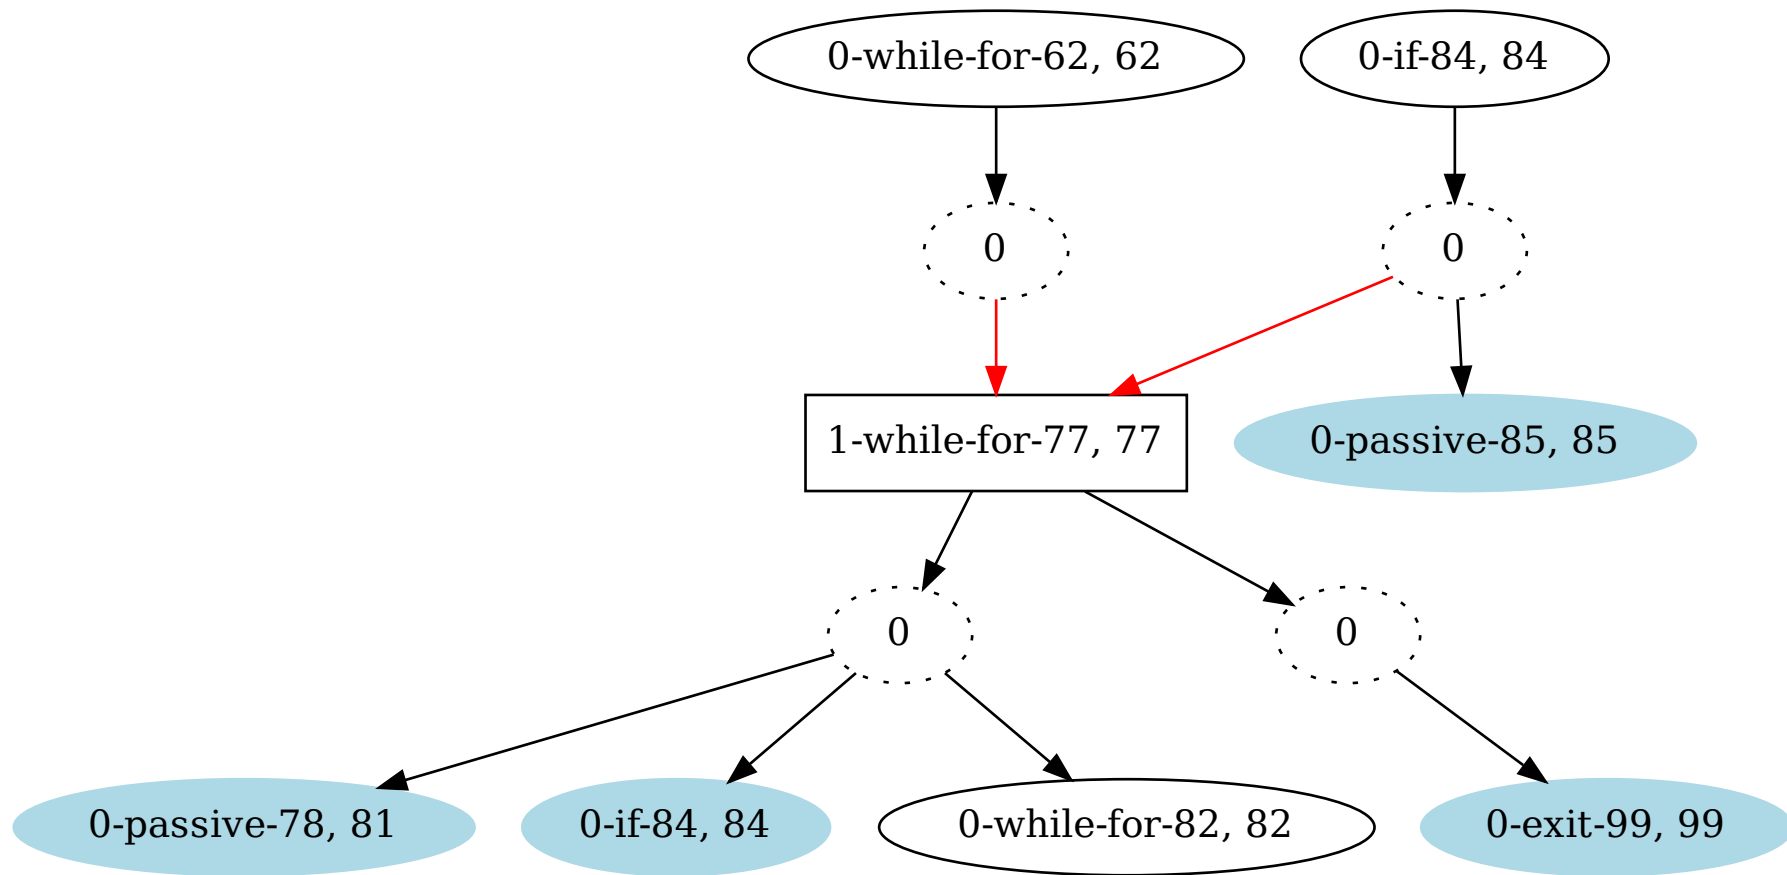 0-while-for-62, 62
0-if-84, 84
0
0
1-while-for-77, 77
0-passive-85, 85
0
0
0-passive-78, 81
0-if-84, 84
0-while-for-82, 82
0-exit-99, 99